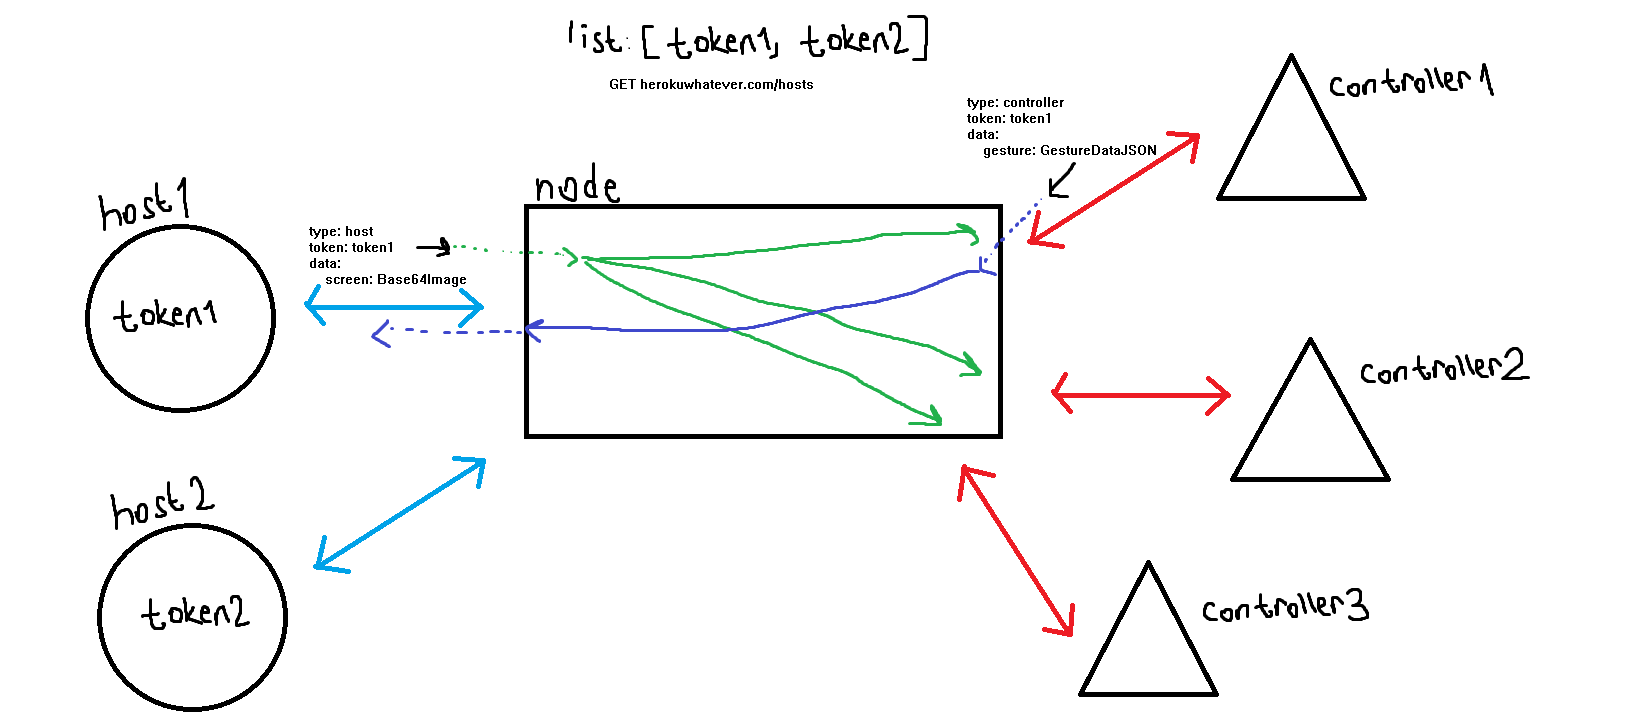 list: [token1, token2]
GET herokuwhatever.com/hosts
controller1
type: controller
token: token1
data:
gesture: GestureDataJSON
node
host1
type: host
token: token1
data:
screen: Base64Image
token1
controller2
host2
token2
controller3